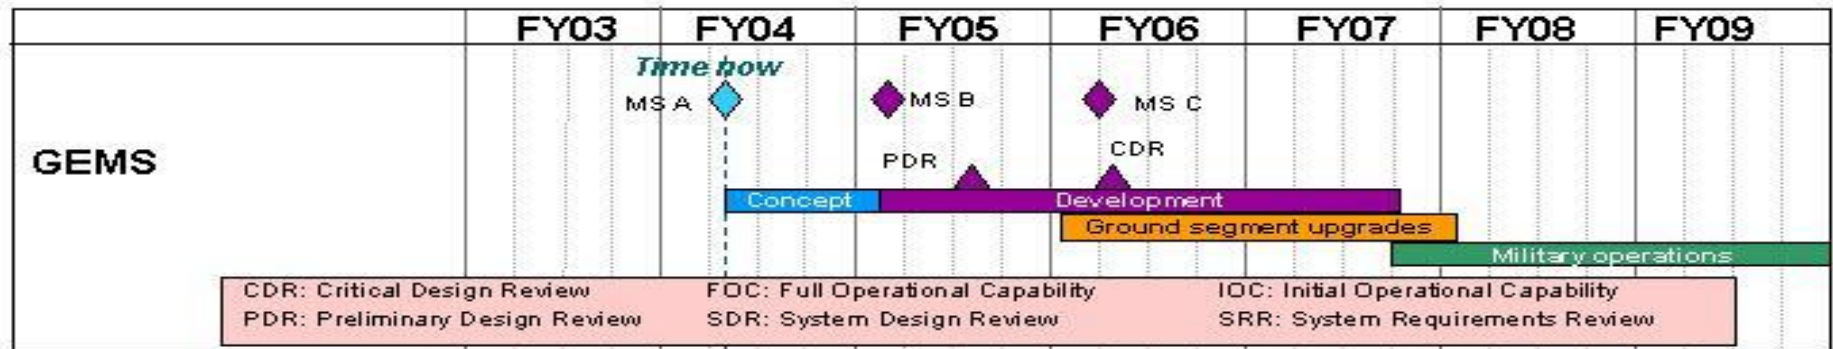 FY03 FY04 FY05 FY06 FY07 FY08 FY09
Time now
MS A MS B MS C
CDR
PDR
GEMS
Concept Development
Ground segment upgrades
Military operations
CDR: Critical Design Review FOC: Full Operational Capability IOC: Initial Operational Capability
PDR: Preliminary Design Review SDR: System Design Review SRR: System Requirements Review